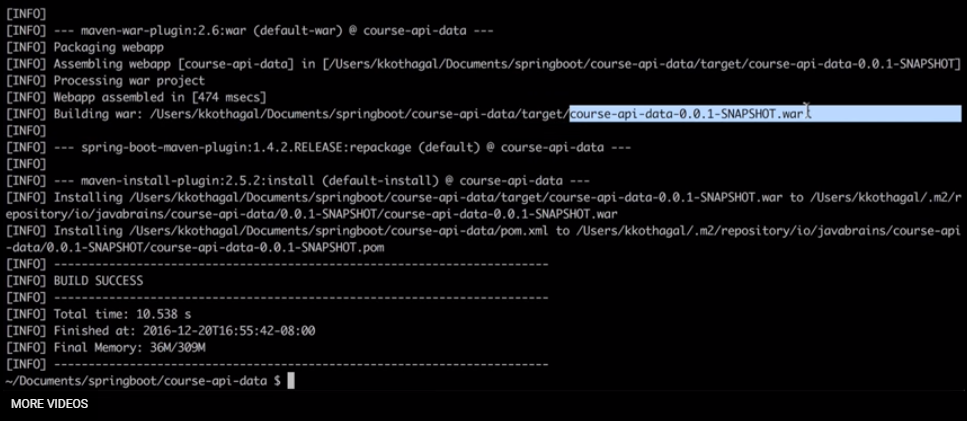 [INFO]
[INFO] --- maven-war-plugin:2.6:war (default-war) @ course-api-data ---
[INFO] Packaging webapp
[INFO] Assembling webapp [course-api-data] in [/Users/kkothagal/Documents/springboot/course-api-data/target/course-api-data-0.0.1-SNAPSHOT]
[INFO] Processing war project
[INFO] Webapp assembled in [474 msecs]
[INFO] Building war: /Users/kkothagal/Documents/springboot/course-api-data/target/course-api-data-0.0.1-SNAPSHOT.war
[INFO]
[INFO] --- spring-boot-maven-plugin:1.4.2.RELEASE:repackage (default) @ course-api-data ---
[INFO]
[INFO] --- maven-install-plugin:2.5.2:install (default-install) @ course-api-data ---
[INFO] Installing /Users/kkothagal/Documents/springboot/course-api-data/target/course-api-data-0.0.1-SNAPSHOT.war to /Users/kkothagal/.m2/r
epository/io/javabrains/course-api-data/0.0.1-SNAPSHOT/course-api-data-0.0.1-SNAPSHOT.war
[INFO] Installing /Users/kkothagal/Documents/springboot/course-api-data/pom.xml to /Users/kkothagal/.m2/repository/io/javabrains/course-api
-data/0.0.1-SNAPSHOT/course-api-data-0.0.1-SNAPSHOT.pom
[INFO] ------------------------------------------------------------------------
[INFO] BUILD SUCCESS
[INFO] ------------------------------------------------------------------------
[INFO] Total time: 10.538 s
[INFO] Finished at: 2016-12-20T16:55:42-08:00
[INFO] Final Memory: 36M/309M
[INFO] ------------------------------------------------------------------------
~/Documents/springboot/course-api-data $
MORE VIDEOS